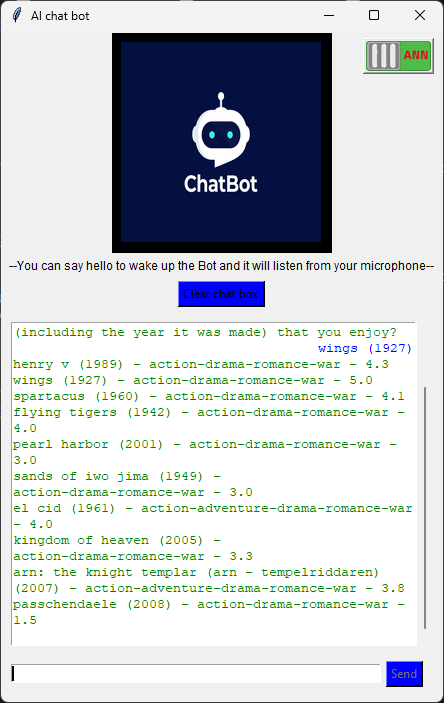 AI chat bot
ANN
ChatBot
--You can say hello to wake up the Bot and it will listen from your microphone--
Clear chat box
(including the year it was made) that you enjoy?
wings (1927)
henry v (1989) - action-drama-romance-war - 4.3
wings (1927) - action-drama-romance-war - 5.0
spartacus (1960) - action-drama-romance-war - 4.1
flying tigers (1942) - action-drama-romance-war -
4.0
pearl harbor (2001) - action-drama-romance-war -
3.0
sands of iwo jima (1949) -
action-drama-romance-war - 3.0
el cid (1961) - action-adventure-drama-romance-war
- 4.0
kingdom of heaven (2005) -
action-drama-romance-war - 3.3
arn: the knight templar (arn - tempelriddaren)
(2007) - action-adventure-drama-romance-war - 3.8
passchendaele (2008) - action-drama-romance-war -
1.5
Send